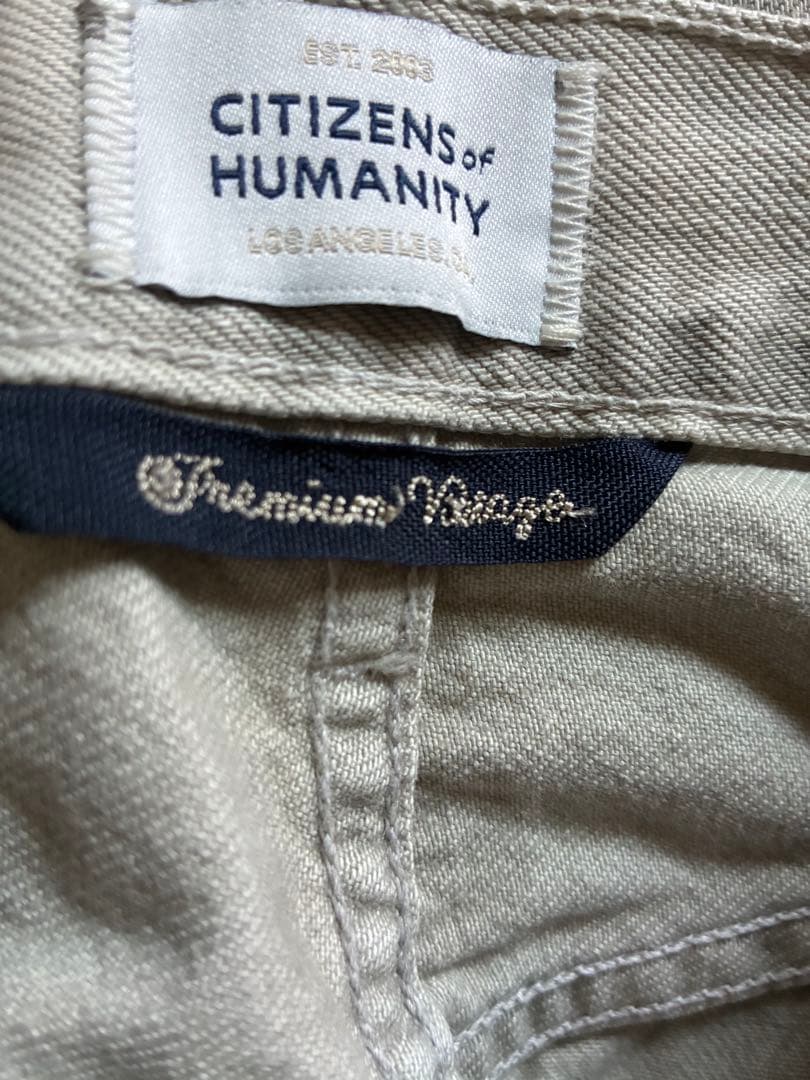 EST. 2003
CITIZENS OF
HUMANITY
LOS ANGELES, CA
Premium Vintage